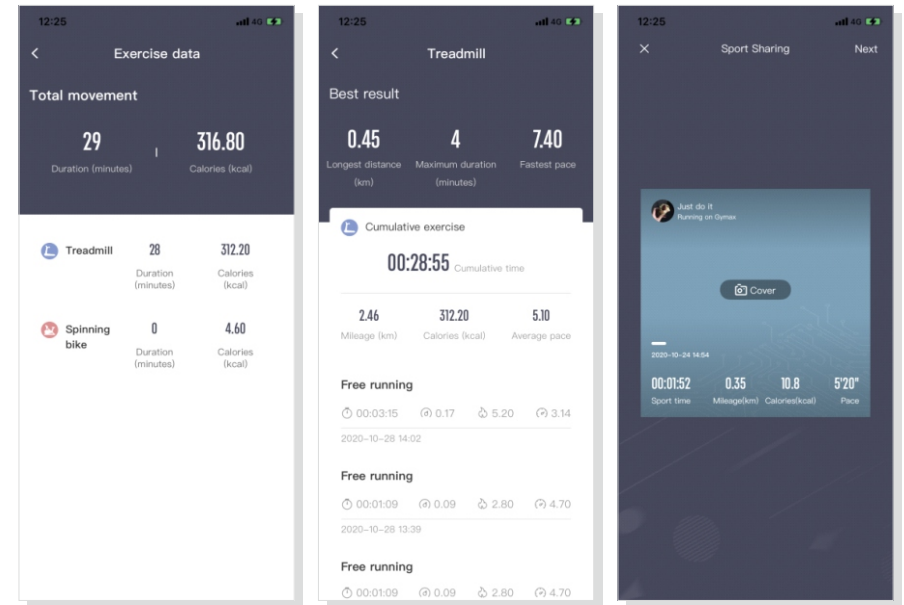 12:25
4G
Exercise data
Total movement
29
316.80
Duration (minutes)
Calories (kcal)
Treadmill
28
312.20
Duration
(minutes)
Calories
(kcal)
Spinning
bike
0
4.60
Duration
(minutes)
Calories
(kcal)
12:25
4G
Treadmill
Best result
0.45
4
7.40
Longest distance
(km)
Maximum duration
(minutes)
Fastest pace
Cumulative exercise
00:28:55 Cumulative time
2.46
312.20
5.10
Mileage (km)
Calories (kcal)
Average pace
Free running
00:03:15 0.17 5.20 3.14
2020-10-28 14:02
Free running
00:01:09 0.09 2.80 4.70
2020-10-28 13:39
Free running
00:01:09 0.09 2.80 4.70
12:25
4G
Sport Sharing
Next
Just do it
Running on Gymax
Cover
2020-10-24 14:54
00:01:52
0.35
10.8
5'20"
Sport time
Mileage(km)
Calories(kcal)
Pace